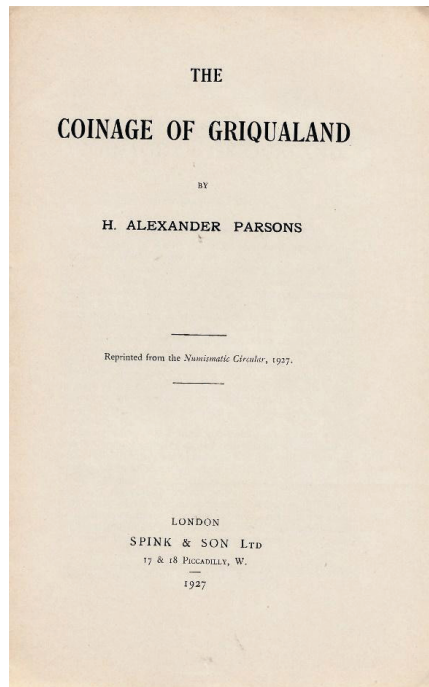 THE
COINAGE OF GRIQUALAND
BY
H. ALEXANDER PARSONS
Reprinted from the Numismatic Circular, 1927.
LONDON
SPINK & SON LTD
17 & 18 PICCADILLY, W.
1927